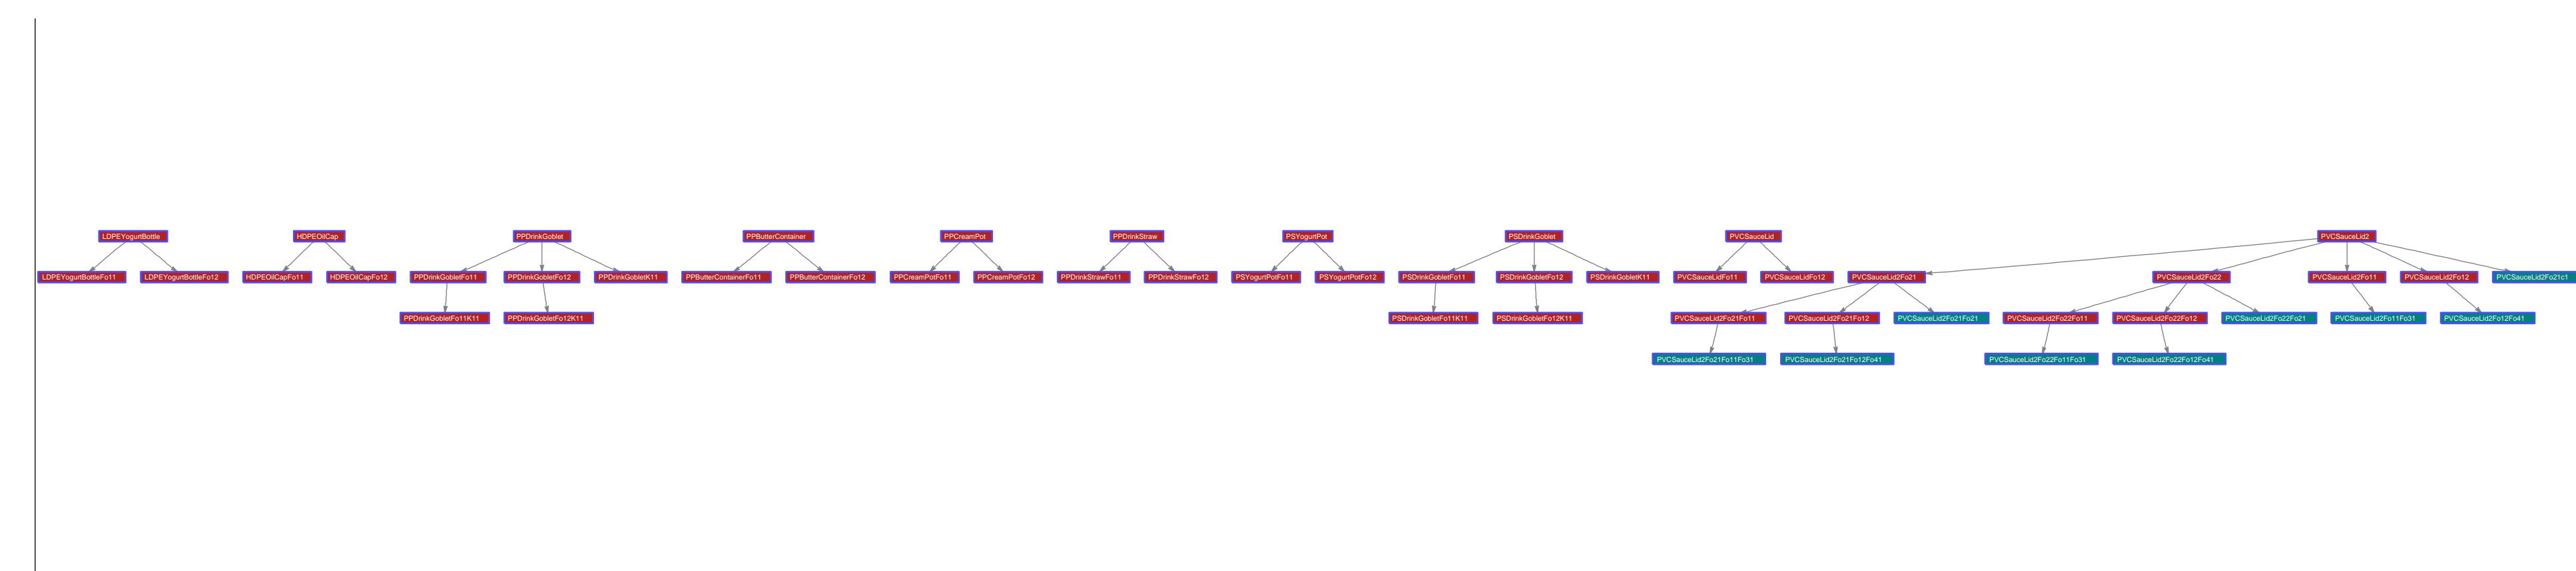 LDPEYogurtBottle
HDPEOilCap
PPDrinkGoblet
PPButterContainer
PPCreamPot
PPDrinkStraw
PSYogurtPot
PSDrinkGoblet
PVCSauceLid
PVCSauceLid2
LDPEYogurtBottleFo11
LDPEYogurtBottleFo12
HDPEOilCapFo11
HDPEOilCapFo12
PPDrinkGobletFo11
PPDrinkGobletFo12
PPDrinkGobletK11
PPButterContainerFo11
PPButterContainerFo12
PPCreamPotFo11
PPCreamPotFo12
PPDrinkStrawFo11
PPDrinkStrawFo12
PSYogurtPotFo11
PSYogurtPotFo12
PSDrinkGobletFo11
PSDrinkGobletFo12
PSDrinkGobletK11
PVCSauceLidFo11
PVCSauceLidFo12
PVCSauceLid2Fo21
PVCSauceLid2Fo22
PVCSauceLid2Fo11
PVCSauceLid2Fo12
PVCSauceLid2Fo21c1
PPDrinkGobletFo11K11
PPDrinkGobletFo12K11
PSDrinkGobletFo11K11
PSDrinkGobletFo12K11
PVCSauceLid2Fo21Fo11
PVCSauceLid2Fo21Fo12
PVCSauceLid2Fo21Fo21
PVCSauceLid2Fo22Fo11
PVCSauceLid2Fo22Fo12
PVCSauceLid2Fo22Fo21
PVCSauceLid2Fo11Fo31
PVCSauceLid2Fo12Fo41
PVCSauceLid2Fo21Fo11Fo31
PVCSauceLid2Fo21Fo12Fo41
PVCSauceLid2Fo22Fo11Fo31
PVCSauceLid2Fo22Fo12Fo41